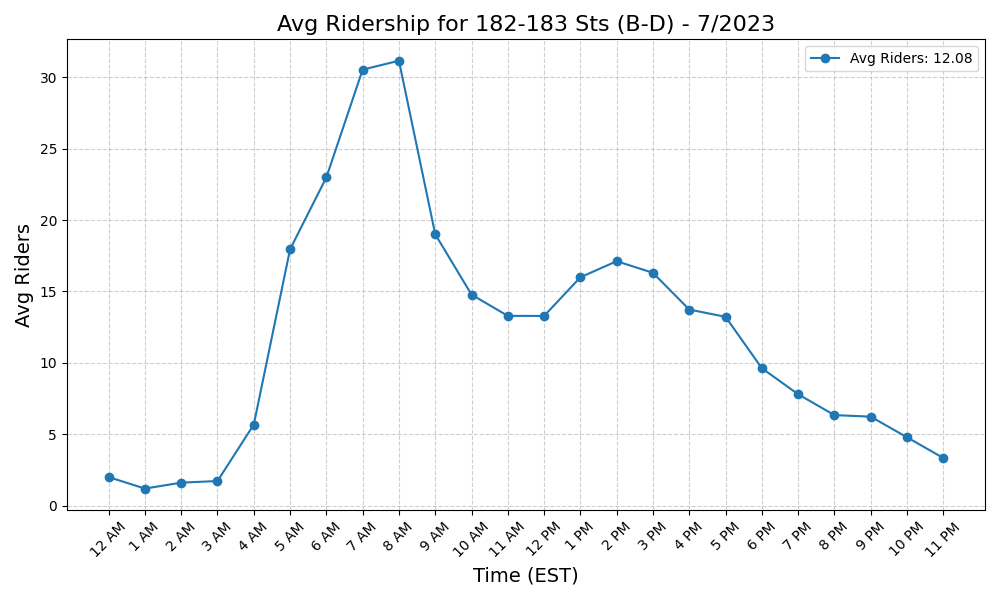 Avg Ridership for 182-183 Sts (B-D) - 7/2023
Avg Riders: 12.08
30
25
20
15
10
5
0
Avg Riders
12 AM
1 AM
2 AM
3 AM
4 AM
5 AM
6 AM
7 AM
8 AM
9 AM
10 AM
11 AM
12 PM
1 PM
2 PM
3 PM
4 PM
5 PM
6 PM
7 PM
8 PM
9 PM
10 PM
11 PM
Time (EST)